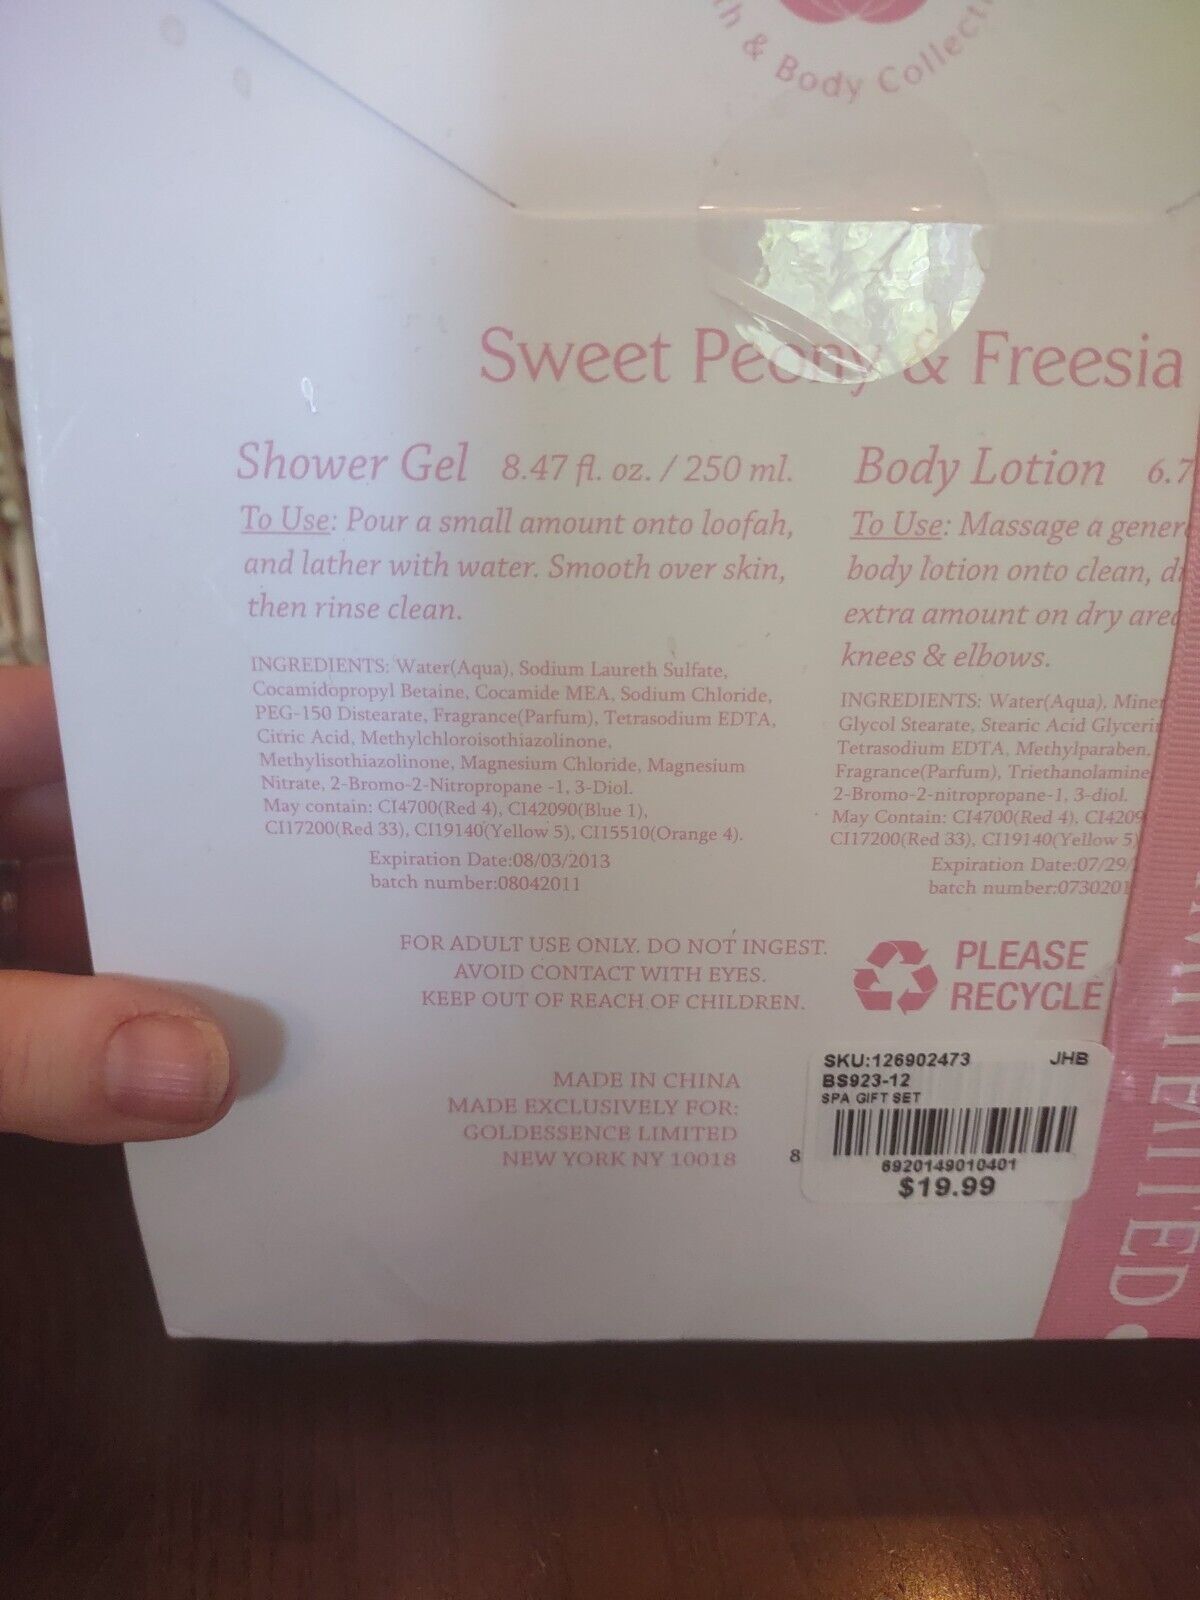 & Body
Sweet Peony & Freesia
Shower Gel 8.47 fl. oz. / 250 ml.
To Use: Pour a small amount onto loofah,
and lather with water. Smooth over skin,
then rinse clean.
INGREDIENTS: Water(Aqua), Sodium Laureth Sulfate,
Cocamidopropyl Betaine, Cocamide MEA, Sodium Chloride,
PEG-150 Distearate, Fragrance(Parfum), Tetrasodium EDTA,
Citric Acid, Methylchloroisothiazolinone,
Methylisothiazolinone, Magnesium Chloride, Magnesium
Nitrate, 2-Bromo-2-Nitropropane -1, 3-Diol.
May contain: CI4700(Red 4), CI42090(Blue 1),
CI17200(Red 33), CI19140(Yellow 5), CI15510(Orange 4).
Expiration Date:08/03/2013
batch number:08042011
Body Lotion 6.7
To Use: Massage a gener
body lotion onto clean, d
extra amount on dry area
knees & elbows.
INGREDIENTS: Water(Aqua), Miner
Glycol Stearate, Stearic Acid Glyceri
Tetrasodium EDTA, Methylparaben,
Fragrance(Parfum), Triethanolamine
2-Bromo-2-nitropropane-1, 3-diol.
May Contain: CI4700(Red 4), CI4209
CI17200(Red 33), CI19140(Yellow 5)
Expiration Date:07/29/
batch number:0730201
FOR ADULT USE ONLY. DO NOT INGEST.
AVOID CONTACT WITH EYES.
KEEP OUT OF REACH OF CHILDREN.
PLEASE
RECYCLE
MADE IN CHINA
MADE EXCLUSIVELY FOR:
GOLDESSENCE LIMITED
NEW YORK NY 10018
8
SKU:126902473 JHB
BS923-12
SPA GIFT SET
6920149010401
$19.99